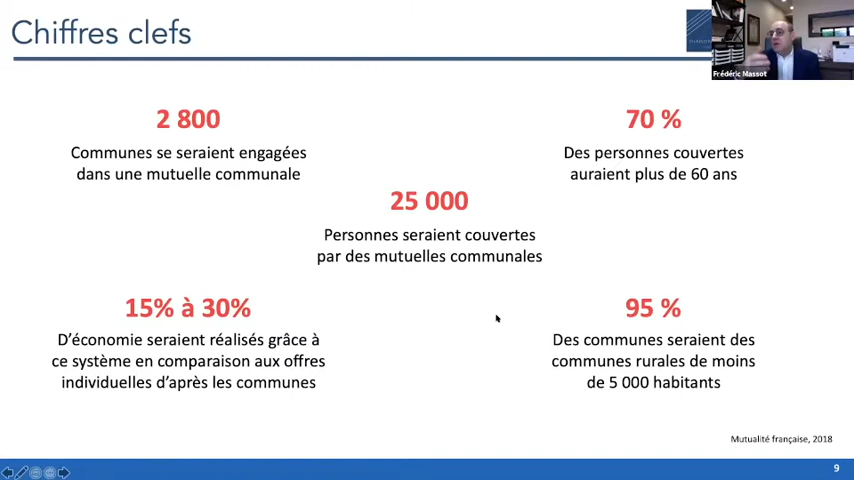 Chiffres clefs
Frédéric Massot
2 800
Communes se seraient engagées
dans une mutuelle communale
70 %
Des personnes couvertes
auraient plus de 60 ans
25 000
Personnes seraient couvertes
par des mutuelles communales
15% à 30%
D'économie seraient réalisés grâce à
ce système en comparaison aux offres
individuelles d'après les communes
95 %
Des communes seraient des
communes rurales de moins
de 5 000 habitants
Mutualité française, 2018
9